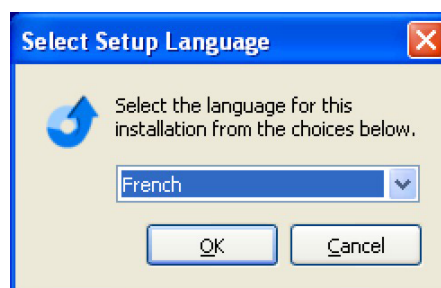 Select Setup Language
Select the language for this
installation from the choices below.
French
OK
Cancel